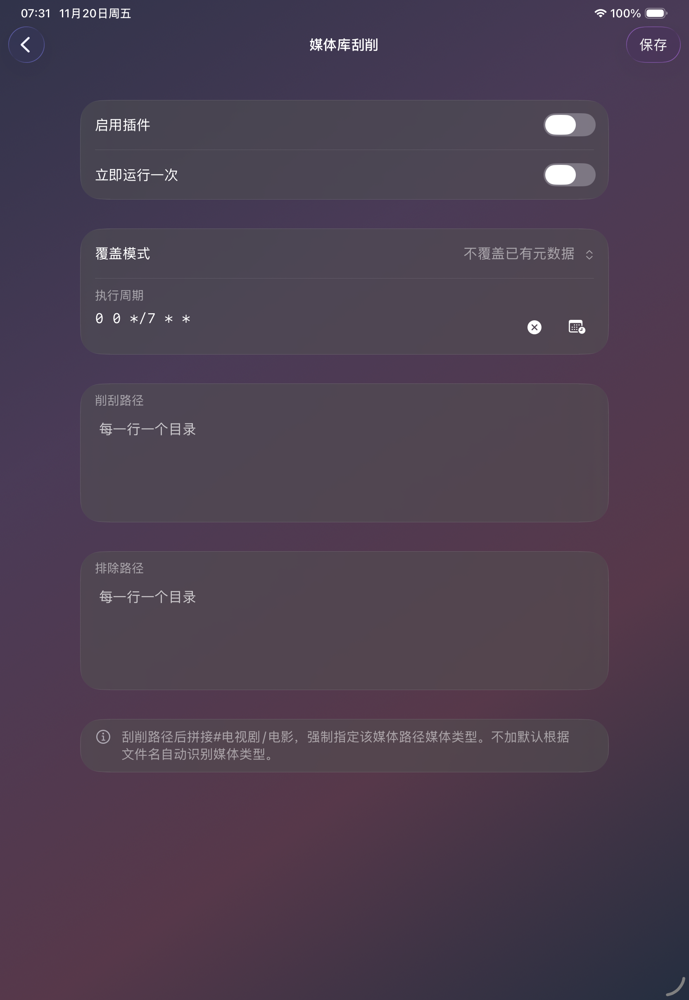 07:31 11月20日周五
100%
媒体库刮削
保存
启用插件
立即运行一次
覆盖模式
不覆盖已有元数据
执行周期
0 0 */7 * *
削刮路径
每一行一个目录
排除路径
每一行一个目录
刮削路径后拼接#电视剧/电影，强制指定该媒体路径媒体类型。不加默认根据
文件名自动识别媒体类型。